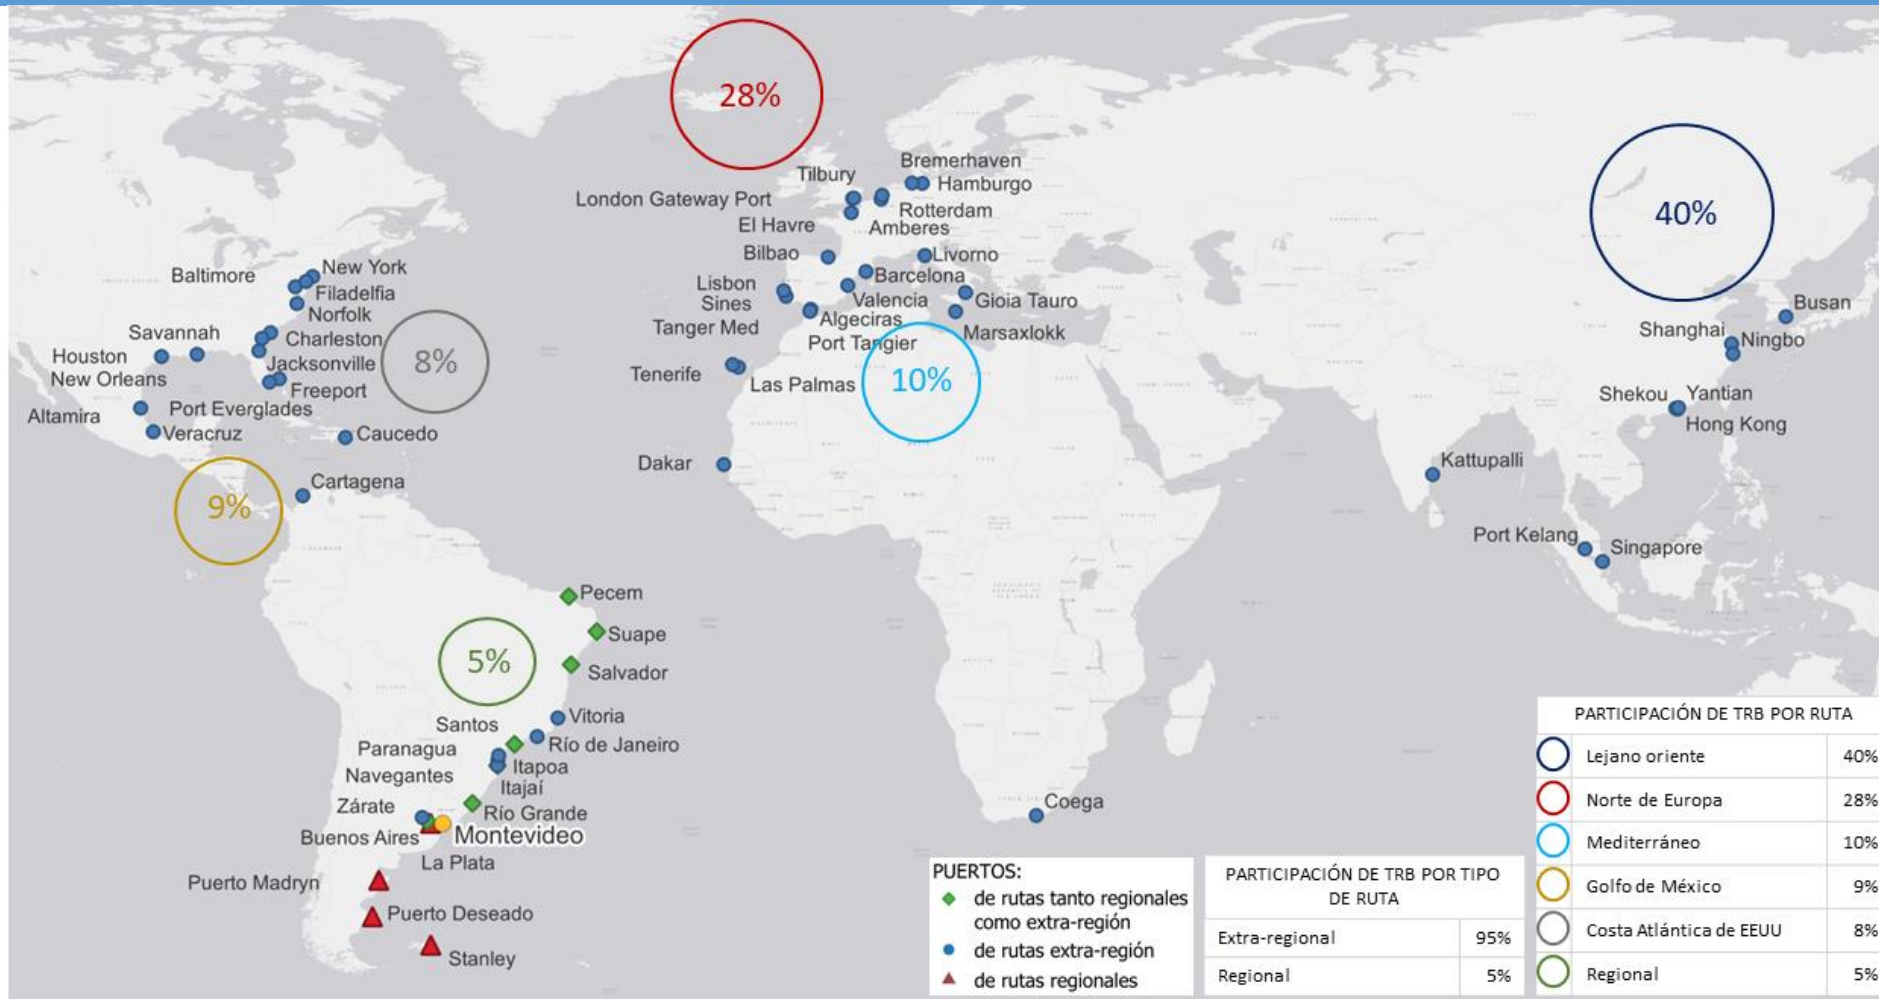 28%
40%
Bremerhaven
Tilbury
Hamburgo
London Gateway Port
Rotterdam
El Havre
Amberes
Bilbao
Livorno
Barcelona
Lisbon
Sines
Valencia
Gioia Tauro
Tanger Med
Algeciras
Marsaxlokk
Port Tangier
Tenerife
Las Palmas
10%
Dakar
New York
Baltimore
Filadelfia
Norfolk
Savannah
Charleston
Houston
Jacksonville
New Orleans
Freeport
8%
Altamira
Port Everglades
Veracruz
Caucedo
Cartagena
9%
Busan
Shanghai
Ningbo
Shekou
Yantian
Hong Kong
Kattupalli
Port Kelang
Singapore
Pecem
Suape
5%
Salvador
Vitoria
Santos
Río de Janeiro
Paranagua
Itapoa
Navegantes
Itajaí
Zárate
Río Grande
Buenos Aires
Montevideo
La Plata
Puerto Madryn
Puerto Deseado
Stanley
Coega
PUERTOS:
de rutas tanto regionales
como extra-región
de rutas extra-región
de rutas regionales
PARTICIPACIÓN DE TRB POR TIPO
DE RUTA
Extra-regional 95%
Regional 5%
PARTICIPACIÓN DE TRB POR RUTA
Lejano oriente 40%
Norte de Europa 28%
Mediterráneo 10%
Golfo de México 9%
Costa Atlántica de EEUU 8%
Regional 5%